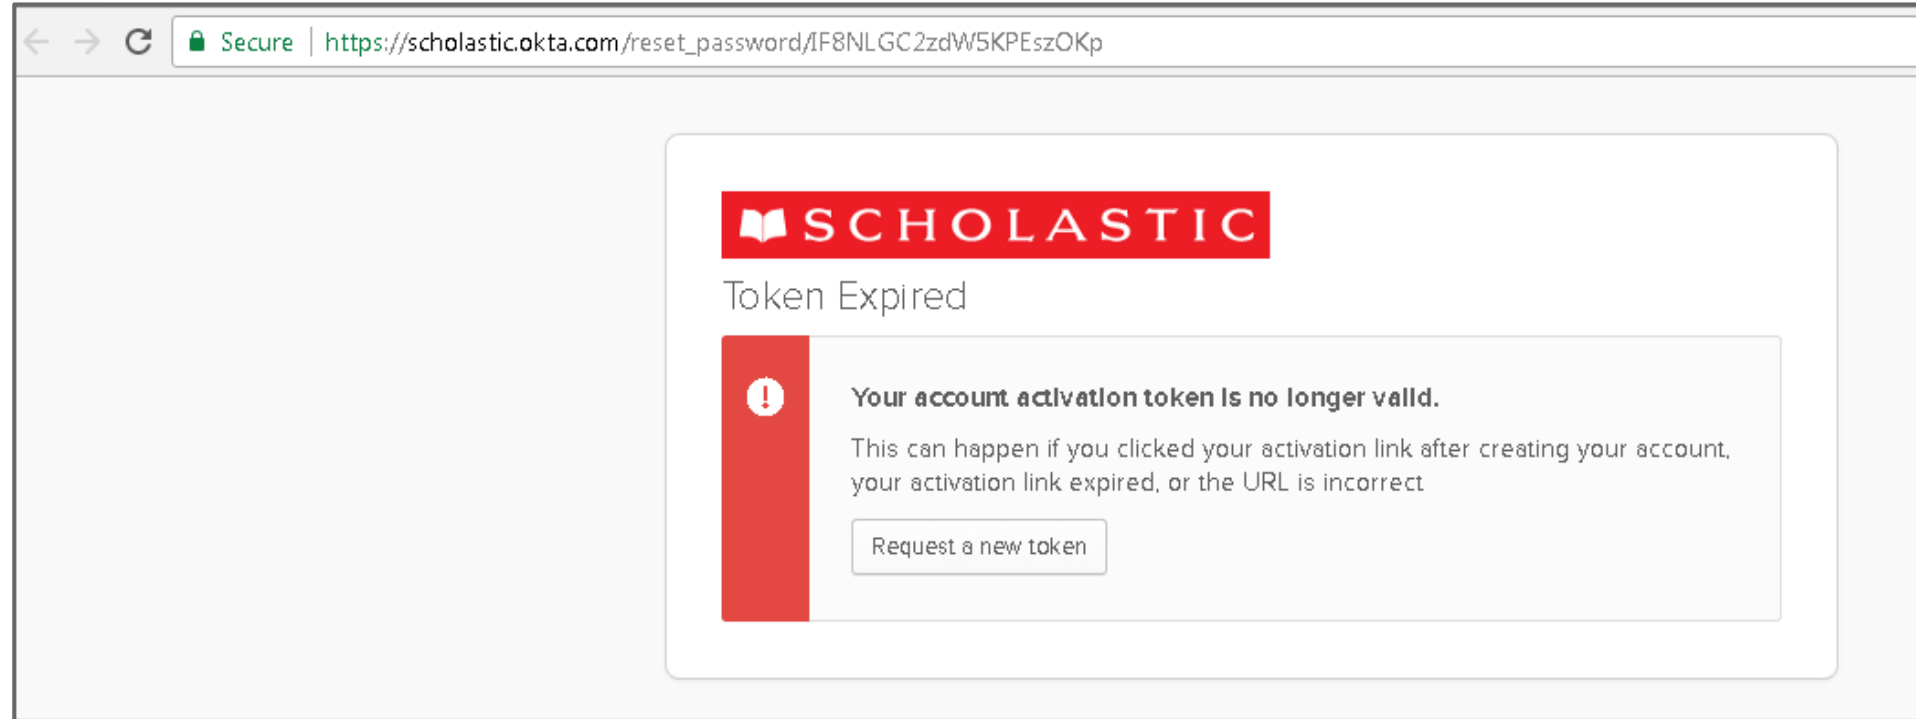 Secure https://scholastic.okta.com/reset_password/IF8NLGC2zdW5KPEszOKp
SCHOLASTIC
Token Expired
Your account activation token is no longer valid.
This can happen if you clicked your activation link after creating your account,
your activation link expired, or the URL is incorrect
Request a new token